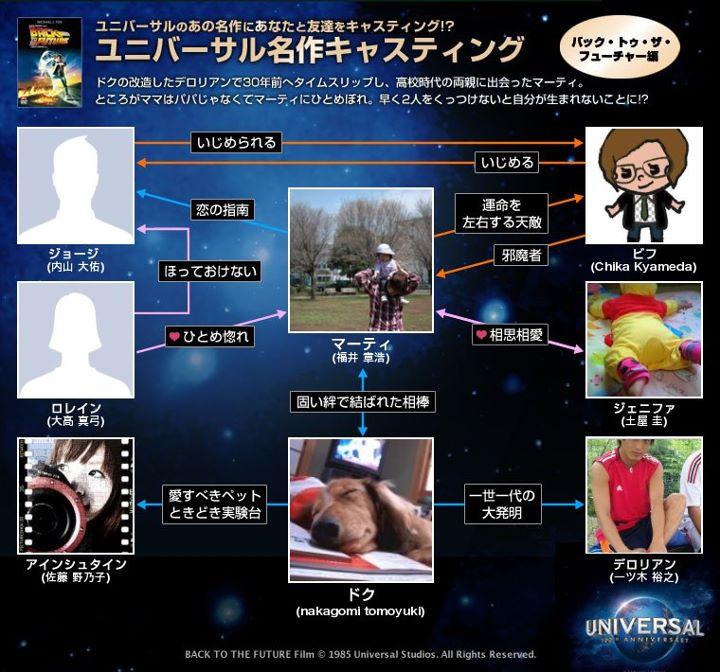 MICHAEL J. FOX
BACK TO THE FUTURE
ユニバーサルのあの名作にあなたと友達をキャスティング!?
ユニバーサル名作キャスティング
バック・トゥ・ザ・
フューチャー編
ドクの改造したデロリアンで30年前へタイムスリップし、高校時代の両親に出会ったマーティ。
ところがママはパパじゃなくてマーティにひとめぼれ。早く2人をくっつけないと自分が生まれないことに!?
いじめられる
いじめる
恋の指南
運命を
左右する天敵
邪魔者
ジョージ
(内山 大佑)
ビフ
(Chika Kyameda)
ほっておけない
ひとめ惚れ
相思相愛
マーティ
(福井 章浩)
固い絆で結ばれた相棒
ロレイン
(大高 真弓)
ジェニファ
(土屋 圭)
愛すべきペット
ときどき実験台
一世一代の
大発明
アインシュタイン
(佐藤 野乃子)
ドク
(nakagomi tomoyuki)
デロリアン
(一ツ木 裕之)
UNIVERSAL
100TH ANNIVERSARY
BACK TO THE FUTURE Film © 1985 Universal Studios. All Rights Reserved.